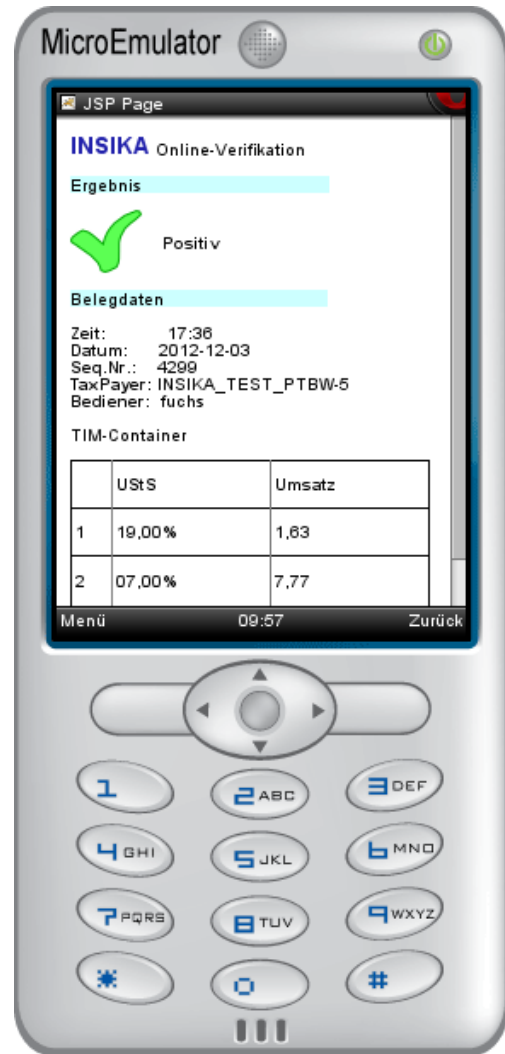 MicroEmulator
JSP Page
INSIKA Online-Verifikation
Ergebnis
Positiv
Belegdaten
Zeit: 17:36
Datum: 2012-12-03
Seq.Nr.: 4299
TaxPayer: INSIKA_TEST_PTBW-5
Bediener: fuchs
TIM-Container
UStS Umsatz
1 19,00% 1,63
2 07,00% 7,77
Menü 09:57 Zurück
1 2 ABC 3 DEF
4 GHI 5 JKL 6 MNO
7 PQRS 8 TUV 9 WXYZ
* 0 #